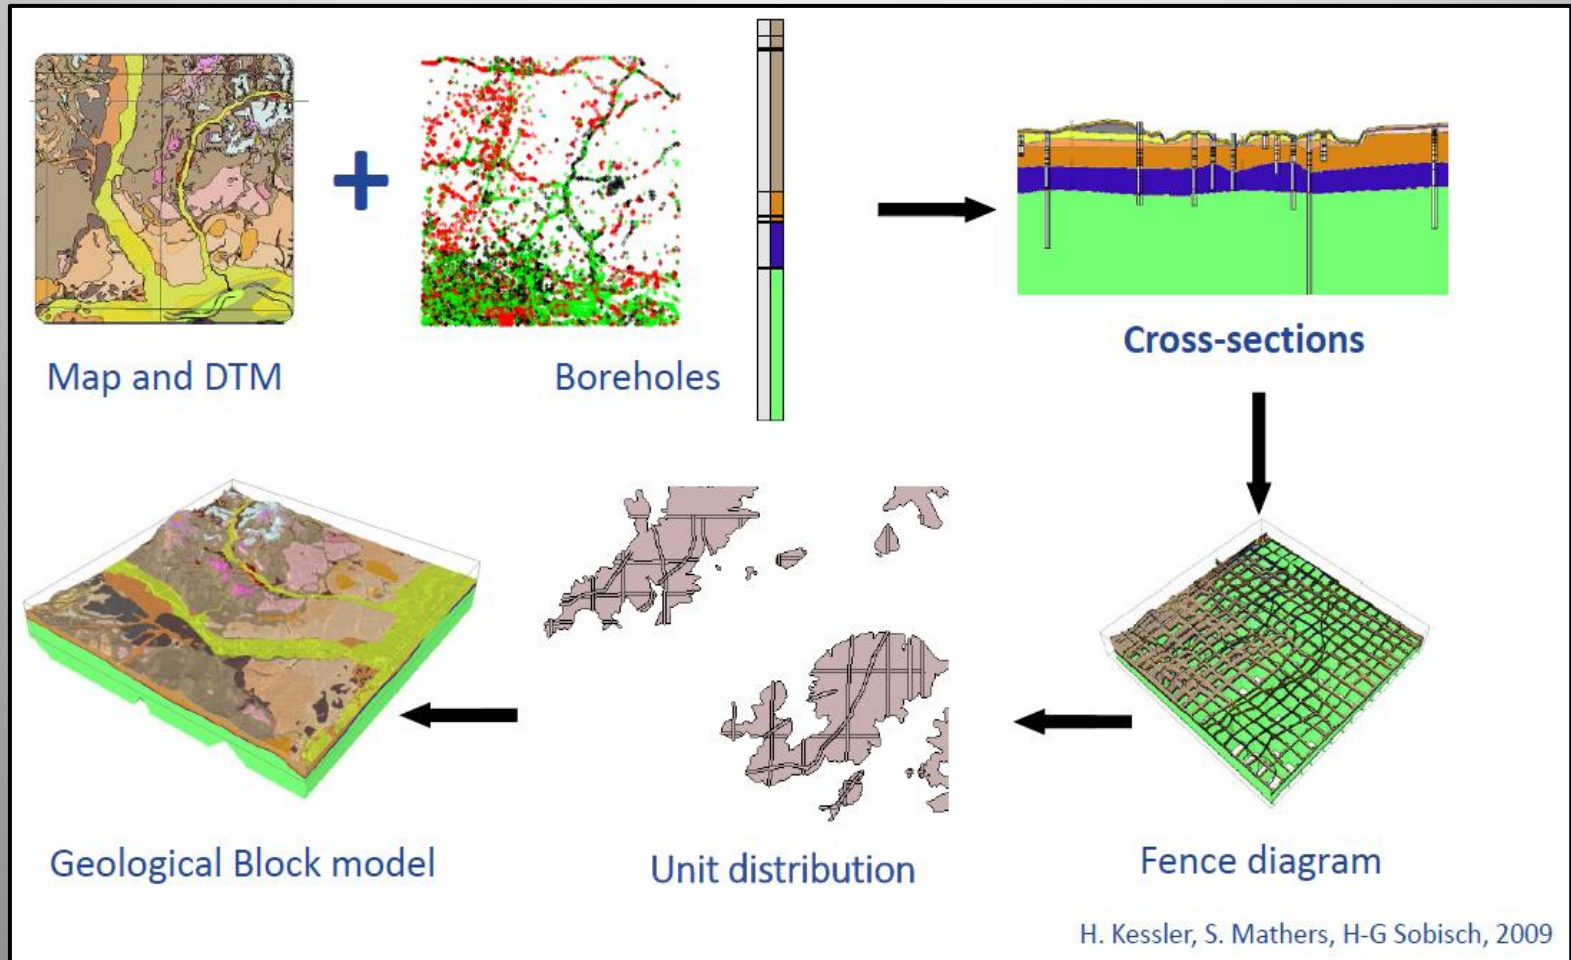 Map and DTM
Boreholes
Cross-sections
Geological Block model
Unit distribution
Fence diagram
H. Kessler, S. Mathers, H-G Sobisch, 2009